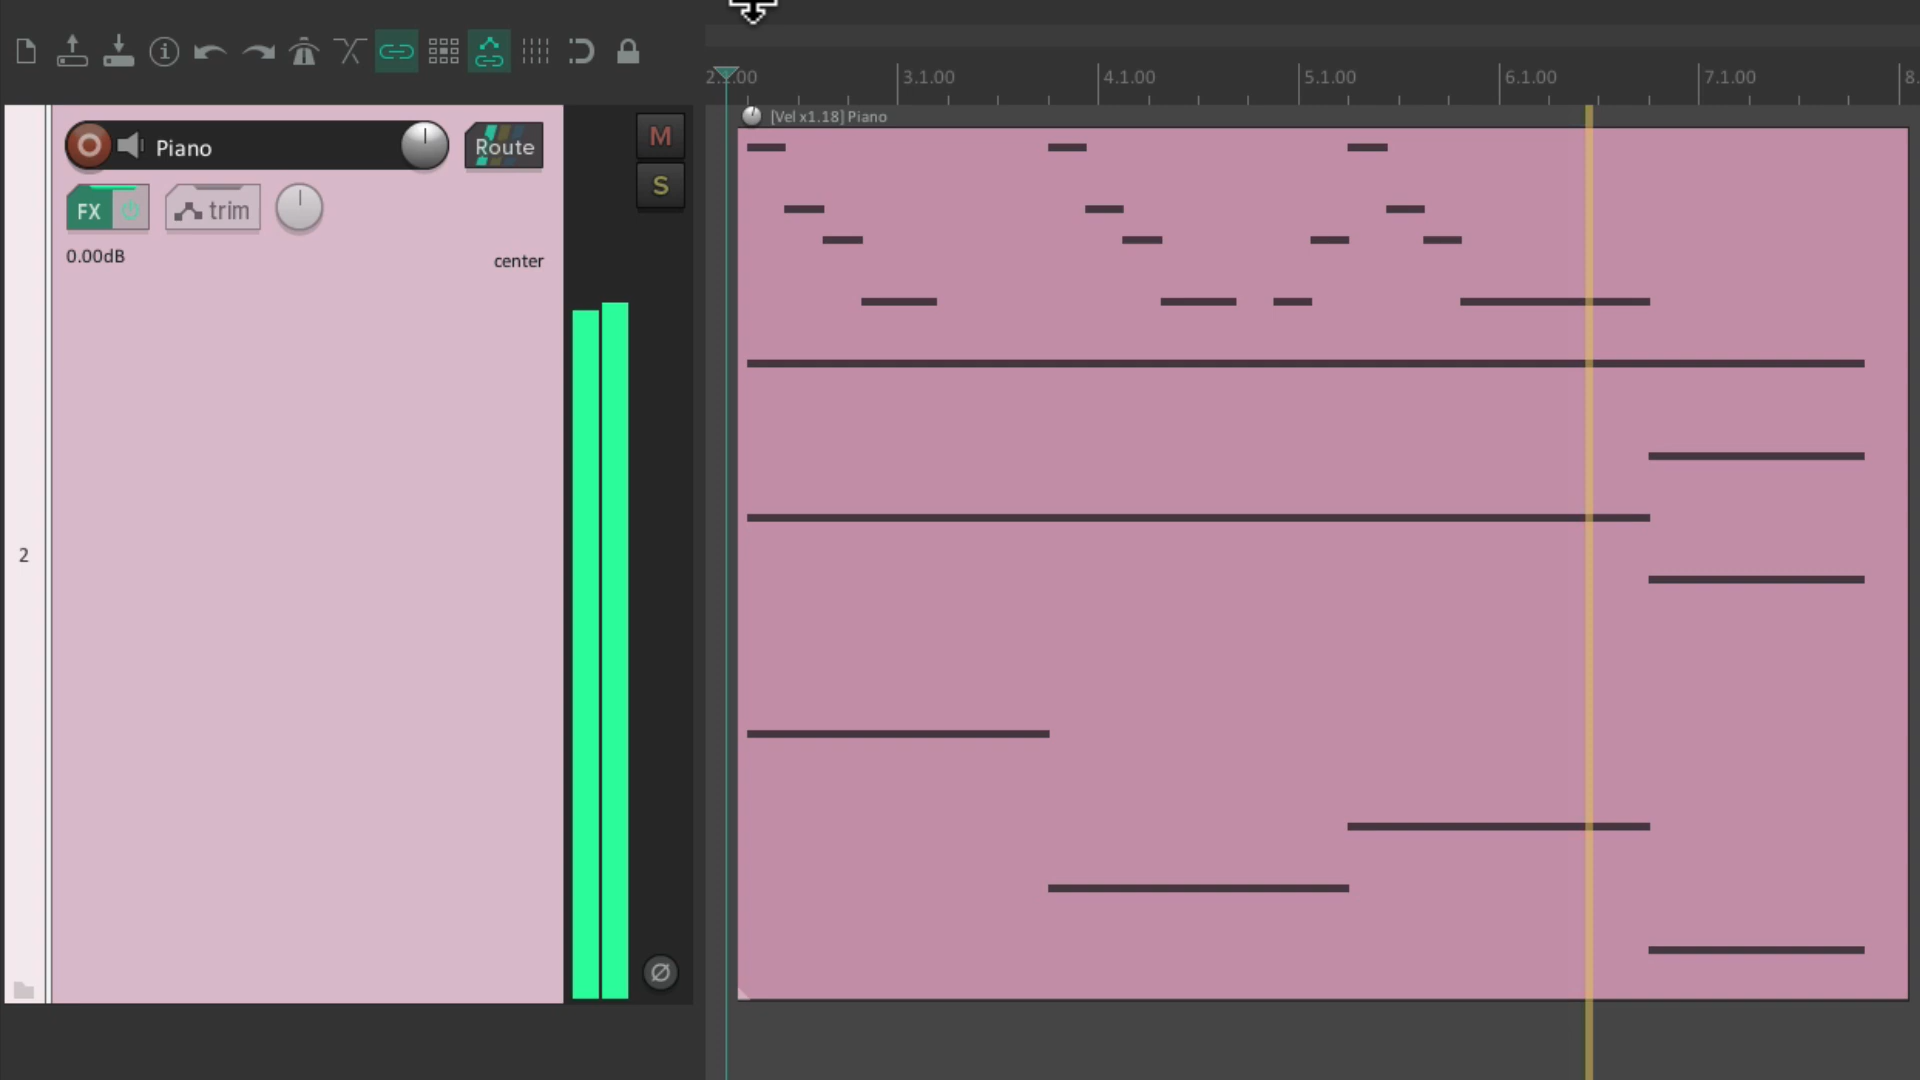 2.1.00 3.1.00 4.1.00 5.1.00 6.1.00 7.1.00 8.
[Vel x1.18] Piano
Piano
Route
M
FX
trim
S
0.00dB
center
2